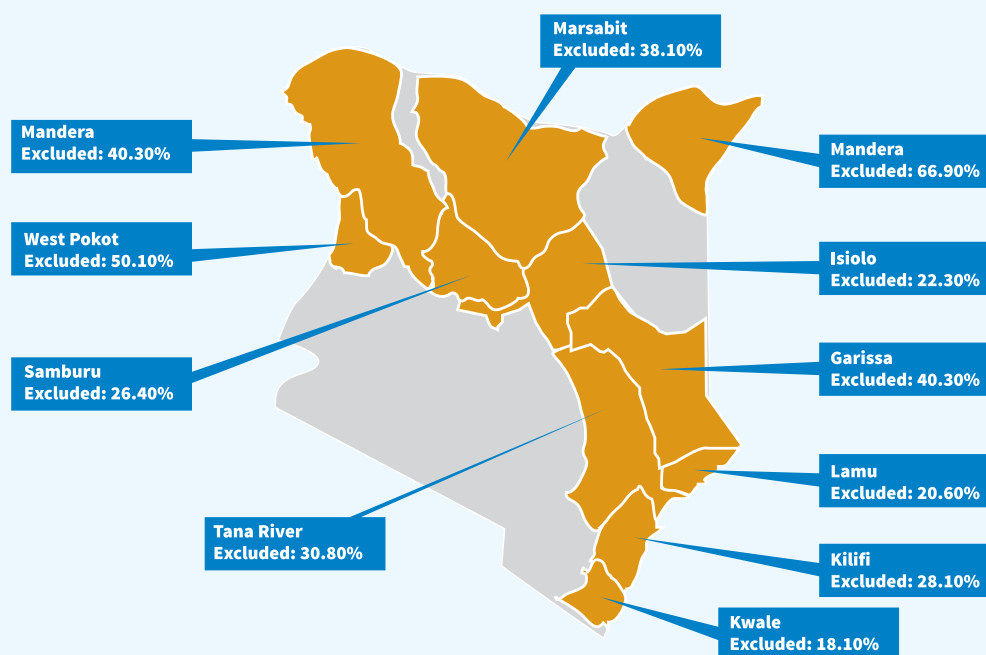 Marsabit
Excluded: 38.10%
Mandera
Excluded: 40.30%
Mandera
Excluded: 66.90%
West Pokot
Excluded: 50.10%
Isiolo
Excluded: 22.30%
Samburu
Excluded: 26.40%
Garissa
Excluded: 40.30%
Lamu
Excluded: 20.60%
Tana River
Excluded: 30.80%
Kilifi
Excluded: 28.10%
Kwale
Excluded: 18.10%